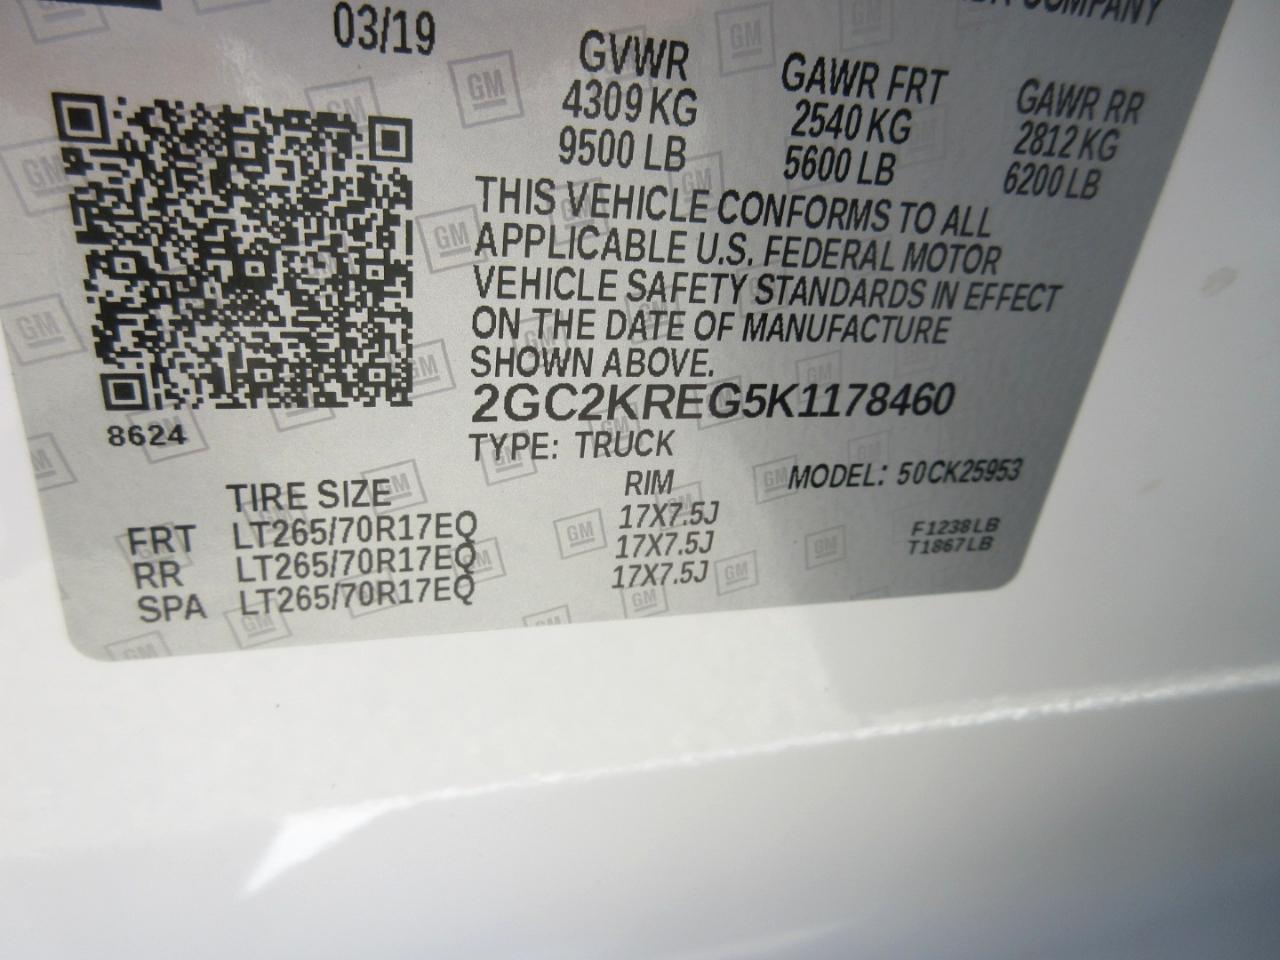 COMPANY
03/19
GVWR
4309 KG
9500 LB
GAWR FRT
2540 KG
5600 LB
GAWR RR
2812 KG
6200 LB
THIS VEHICLE CONFORMS TO ALL
APPLICABLE U.S. FEDERAL MOTOR
VEHICLE SAFETY STANDARDS IN EFFECT
ON THE DATE OF MANUFACTURE
SHOWN ABOVE.
2GC2KREG5K1178460
8624
TYPE: TRUCK
MODEL: 50CK25953
TIRE SIZE RIM
FRT LT265/70R17EQ 17X7.5J
RR LT265/70R17EQ 17X7.5J
SPA LT265/70R17EQ 17X7.5J
F1238LB
T1867LB